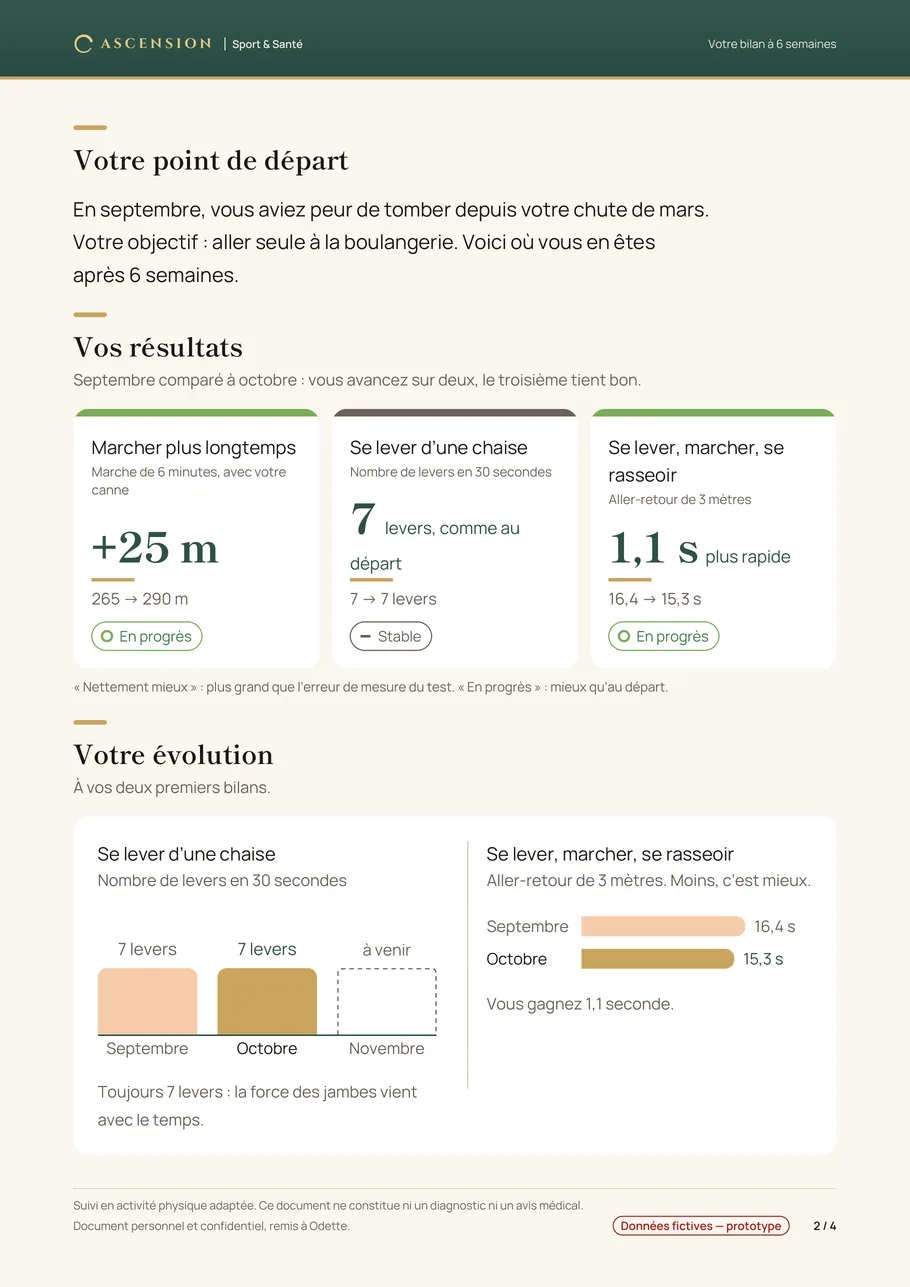 ASCENSION | Sport & Santé
Votre bilan à 6 semaines
Votre point de départ
En septembre, vous aviez peur de tomber depuis votre chute de mars.
Votre objectif : aller seule à la boulangerie. Voici où vous en êtes
après 6 semaines.
Vos résultats
Septembre comparé à octobre : vous avancez sur deux, le troisième tient bon.
Marcher plus longtemps
Marche de 6 minutes, avec votre
canne
+25 m
265 → 290 m
En progrès
Se lever d'une chaise
Nombre de levers en 30 secondes
7 levers, comme au
départ
7 → 7 levers
Stable
Se lever, marcher, se
rasseoir
Aller-retour de 3 mètres
1,1 s plus rapide
16,4 → 15,3 s
En progrès
« Nettement mieux » : plus grand que l'erreur de mesure du test. « En progrès » : mieux qu'au départ.
Votre évolution
À vos deux premiers bilans.
Se lever d'une chaise
Nombre de levers en 30 secondes
7 levers
7 levers
à venir
Septembre
Octobre
Novembre
Toujours 7 levers : la force des jambes vient
avec le temps.
Se lever, marcher, se rasseoir
Aller-retour de 3 mètres. Moins, c'est mieux.
Septembre
16,4 s
Octobre
15,3 s
Vous gagnez 1,1 seconde.
Suivi en activité physique adaptée. Ce document ne constitue ni un diagnostic ni un avis médical.
Document personnel et confidentiel, remis à Odette.
Données fictives — prototype
2 / 4